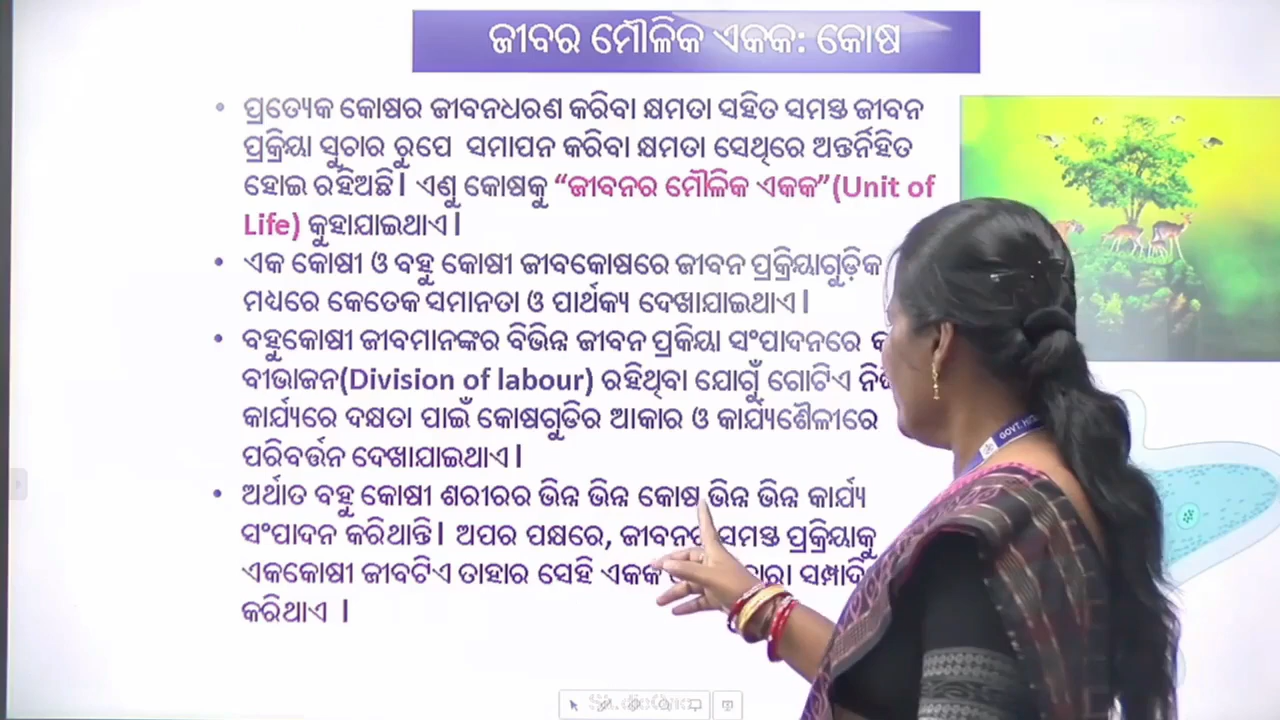 ଜୀବର ମୌଳିକ ଏକକ: କୋଷ
• ପ୍ରତ୍ୟେକ କୋଷର ଜୀବନଧାରଣ କରିବା କ୍ଷମତା ସହିତ ସମସ୍ତ ଜୀବନ
ପ୍ରକ୍ରିୟା ସୁଚାର ରୁପେ ସମାପନ କରିବା କ୍ଷମତା ସେଥିରେ ଅନ୍ତର୍ନିହିତ
ହୋଇ ରହିଅଛି l ଏଣୁ କୋଷକୁ “ଜୀବନର ମୌଳିକ ଏକକ”(Unit of
Life) କୁହାଯାଇଥାଏ l
• ଏକ କୋଷୀ ଓ ବହୁ କୋଷୀ ଜୀବକୋଷରେ ଜୀବନ ପ୍ରକ୍ରିୟାଗୁଡ଼ିକ
ମଧ୍ୟରେ କେତେକ ସମାନତା ଓ ପାର୍ଥକ୍ୟ ଦେଖାଯାଇଥାଏ l
• ବହୁକୋଷୀ ଜୀବମାନଙ୍କର ବିଭିନ୍ନ ଜୀବନ ପ୍ରକିୟା ସଂପାଦନରେ
ବୀଭାଜନ(Division of labour) ରହିଥିବା ଯୋଗୁଁ ଗୋଟିଏ
କାର୍ଯ୍ୟରେ ଦକ୍ଷତା ପାଇଁ କୋଷଗୁଡିର ଆକାର ଓ କାର୍ଯ୍ୟଶୈଳୀରେ
ପରିବର୍ତ୍ତନ ଦେଖାଯାଇଥାଏ l
• ଅର୍ଥାତ ବହୁ କୋଷୀ ଶରୀରର ଭିନ୍ନ ଭିନ୍ନ କୋଷ ଭିନ୍ନ ଭିନ୍ନ କାର୍ଯ୍ୟ
ସଂପାଦନ କରିଥାନ୍ତି l ଅପର ପକ୍ଷରେ, ସମସ୍ତ ପ୍ରକ୍ରିୟାକୁ
ଏକକୋଷୀ ଜୀବଟିଏ ତାହାର ସେହି ଏକକ
କରିଥାଏ l
GOVT.